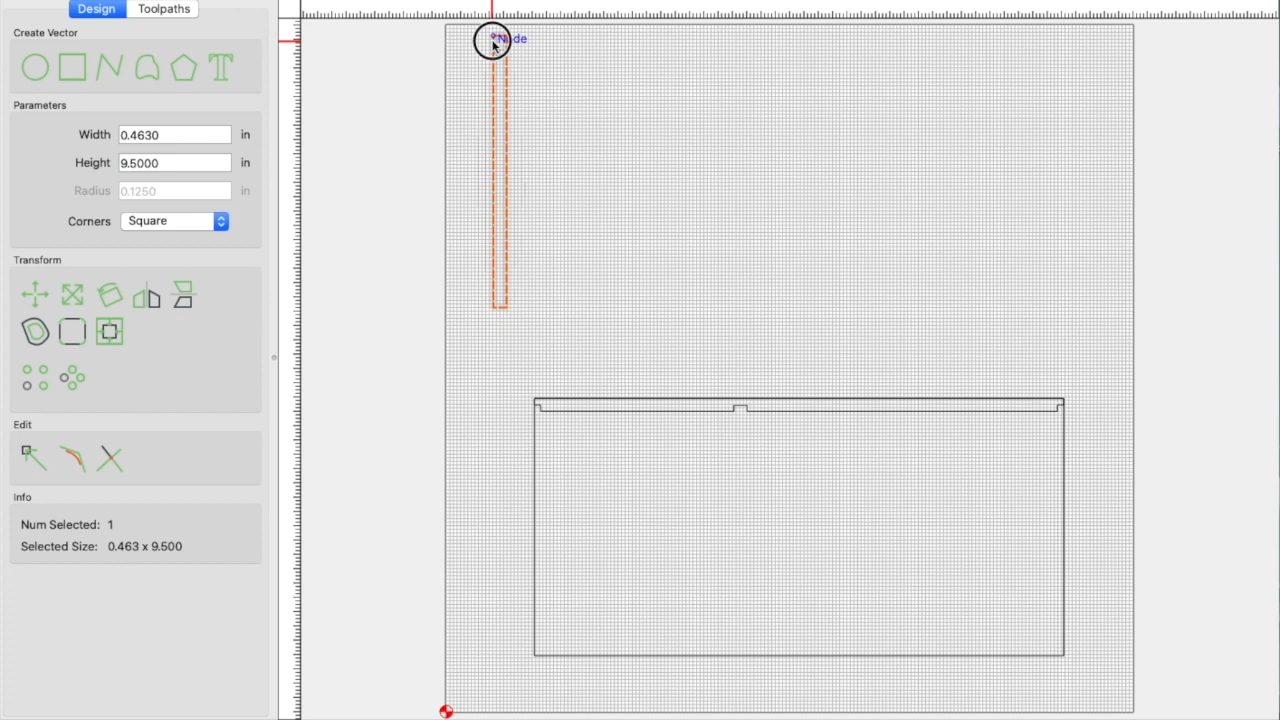 Design Toolpaths
Create Vector
Parameters
Width 0.4630 in
Height 9.5000 in
Radius 0.1250 in
Corners Square
Transform
Edit
Info
Num Selected: 1
Selected Size: 0.463 x 9.500
Node